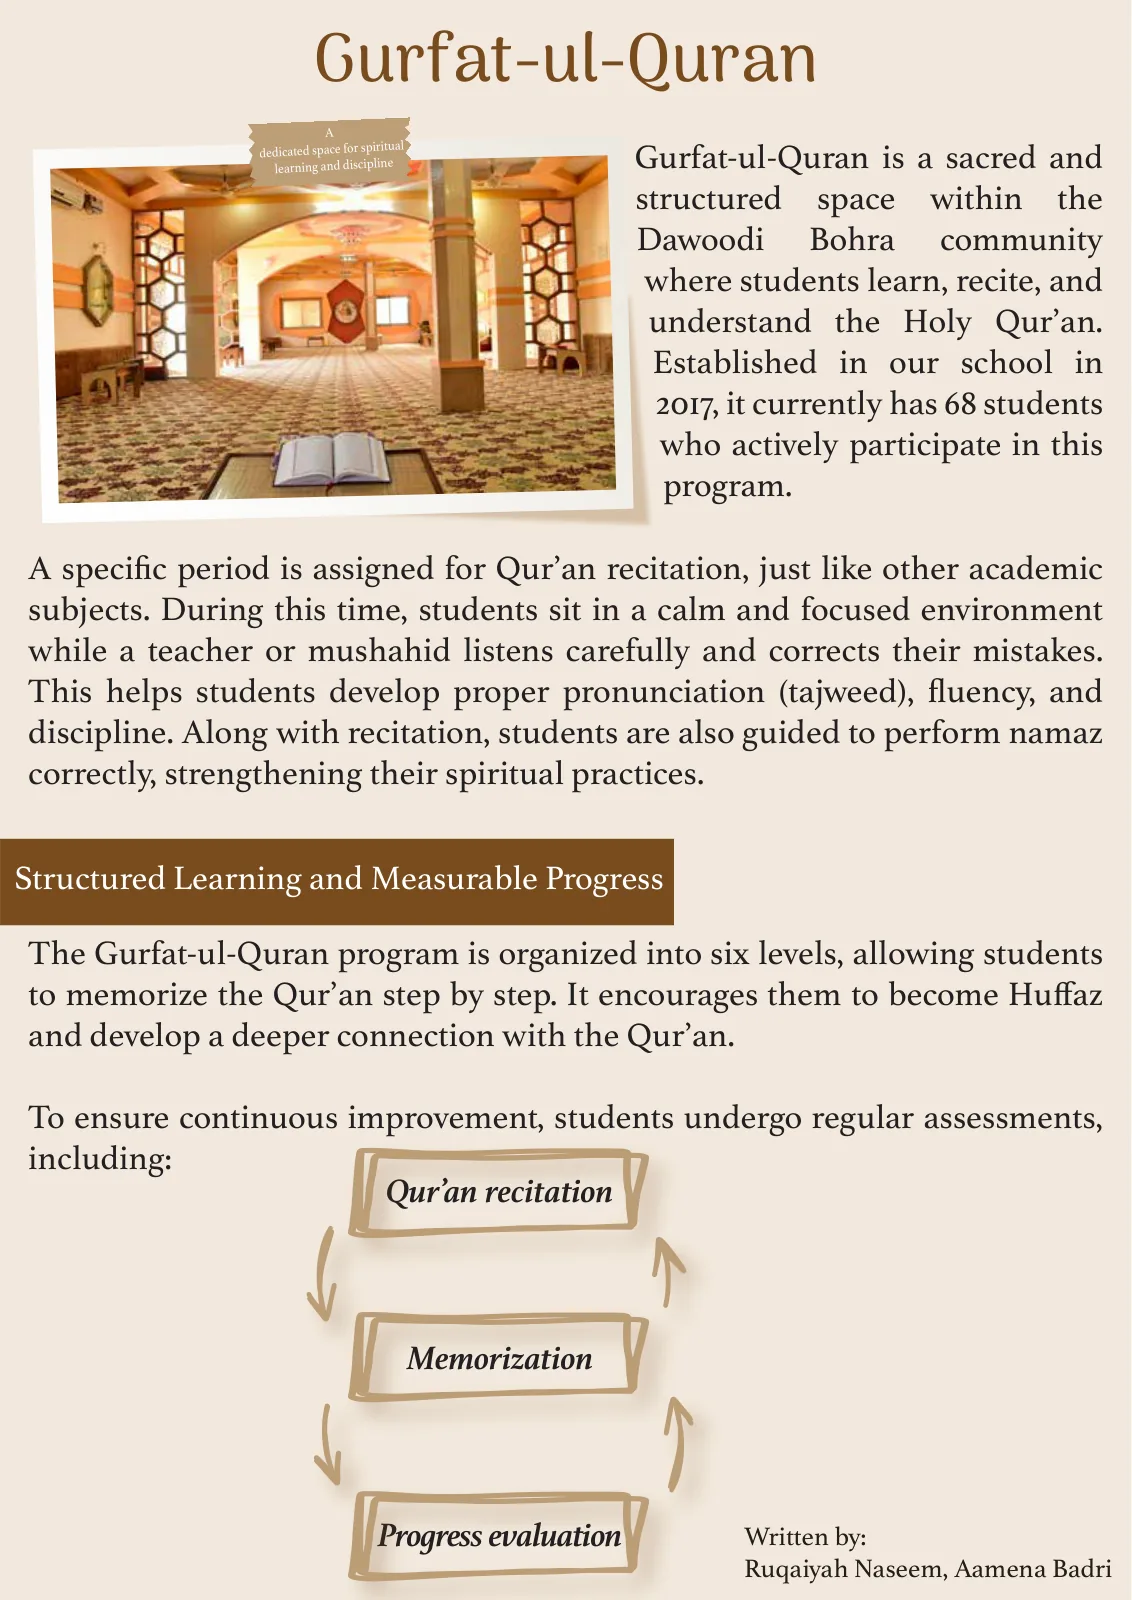 Gurfat-ul-Quran
A
dedicated space for spiritual
learning and discipline
Gurfat-ul-Quran is a sacred and
structured space within the
Dawoodi Bohra community
where students learn, recite, and
understand the Holy Qur’an.
Established in our school in
2017, it currently has 68 students
who actively participate in this
program.
A specific period is assigned for Qur’an recitation, just like other academic
subjects. During this time, students sit in a calm and focused environment
while a teacher or mushahid listens carefully and corrects their mistakes.
This helps students develop proper pronunciation (tajweed), fluency, and
discipline. Along with recitation, students are also guided to perform namaz
correctly, strengthening their spiritual practices.
Structured Learning and Measurable Progress
The Gurfat-ul-Quran program is organized into six levels, allowing students
to memorize the Qur’an step by step. It encourages them to become Huffaz
and develop a deeper connection with the Qur’an.
To ensure continuous improvement, students undergo regular assessments,
including:
Qur’an recitation
Memorization
Progress evaluation
Written by:
Ruqaiyah Naseem, Aamena Badri